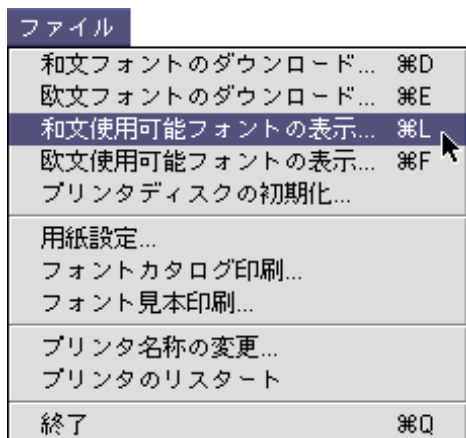 ファイル
和文フォントのダウンロード... ⌘D
欧文フォントのダウンロード... ⌘E
和文使用可能フォントの表示... ⌘L
欧文使用可能フォントの表示... ⌘F
プリンタディスクの初期化...
用紙設定...
フォントカタログ印刷...
フォント見本印刷...
プリンタ名称の変更...
プリンタのリスタート
終了 ⌘Q